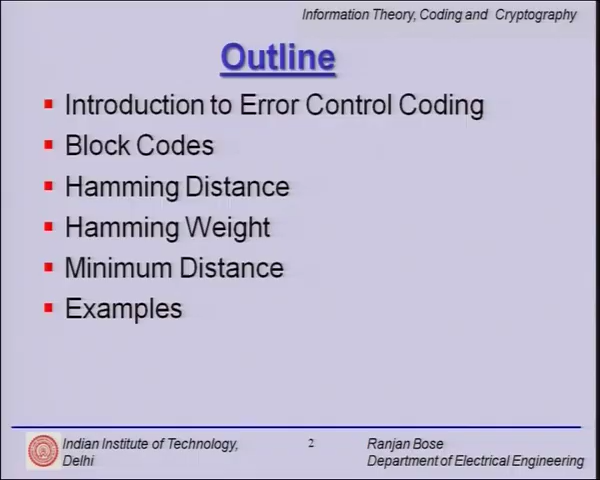 Information Theory, Coding and Cryptography
Outline
Introduction to Error Control Coding
Block Codes
Hamming Distance
Hamming Weight
Minimum Distance
Examples
Indian Institute of Technology,
Delhi
2
Ranjan Bose
Department of Electrical Engineering